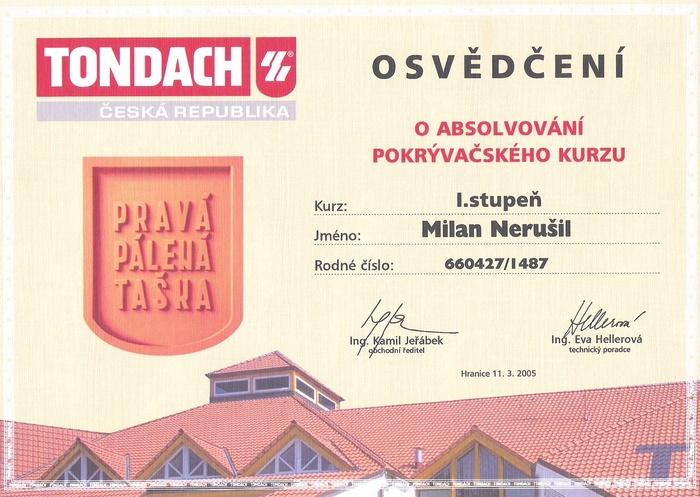 TONDACH
ČESKÁ REPUBLIKA
OSVĚDČENÍ
O ABSOLVOVÁNÍ
POKRÝVAČSKÉHO KURZU
PRAVÁ
PÁLENÁ
TAŠKA
Kurz: I.stupeň
Jméno: Milan Nerušil
Rodné číslo: 660427/1487
Ing. Kamil Jeřábek
obchodní ředitel
Hellerová
Ing. Eva Hellerová
technický poradce
Hranice 11. 3. 2005